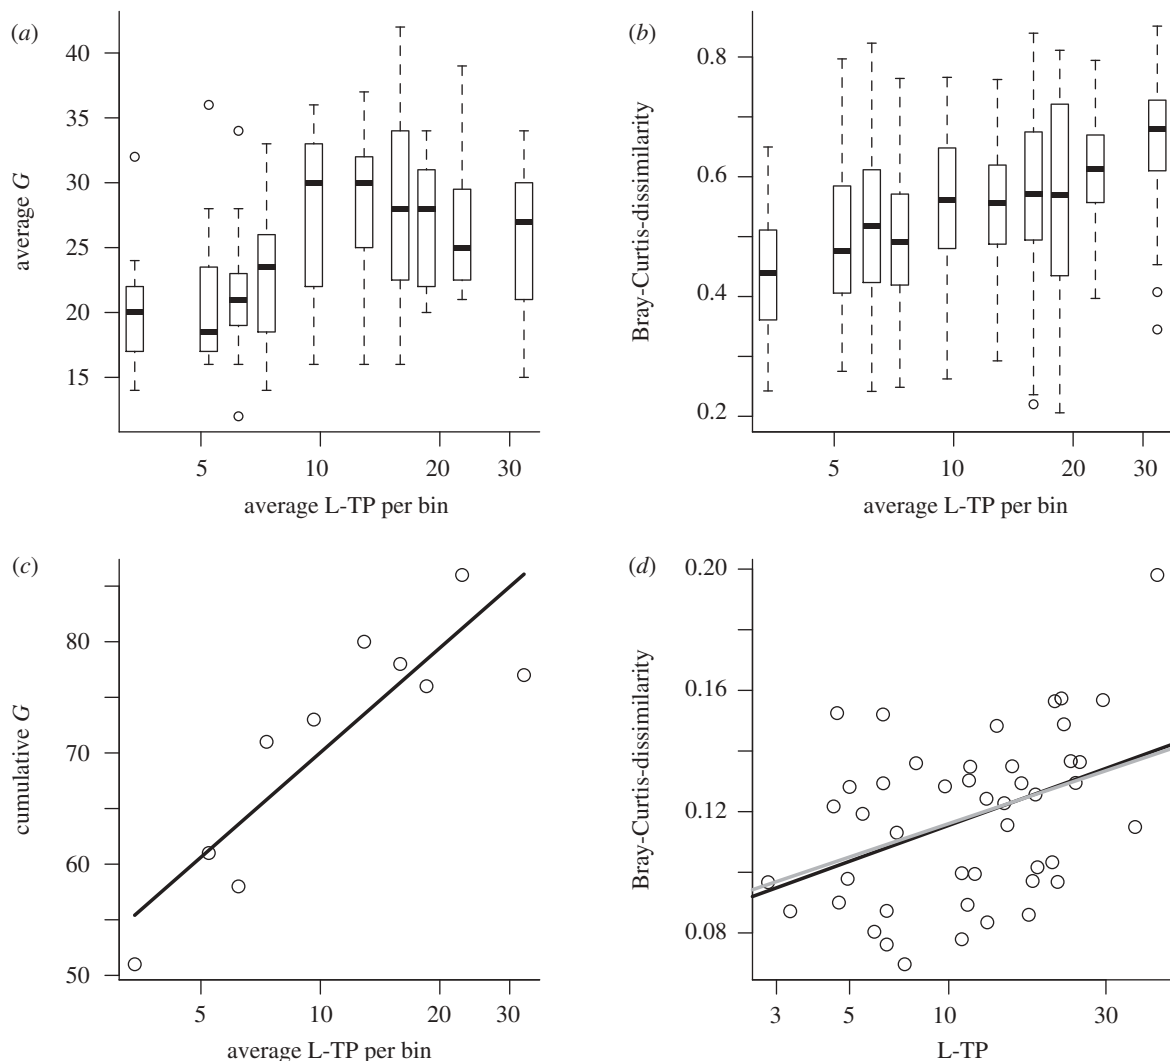 (a)
40
35
30
25
20
15
average G
5
10
20
30
average L-TP per bin
(b)
0.8
0.6
0.4
0.2
Bray-Curtis-dissimilarity
5
10
20
30
average L-TP per bin
(c)
80
70
60
50
cumulative G
5
10
20
30
average L-TP per bin
(d)
0.20
0.16
0.12
0.08
Bray-Curtis-dissimilarity
3
5
10
30
L-TP